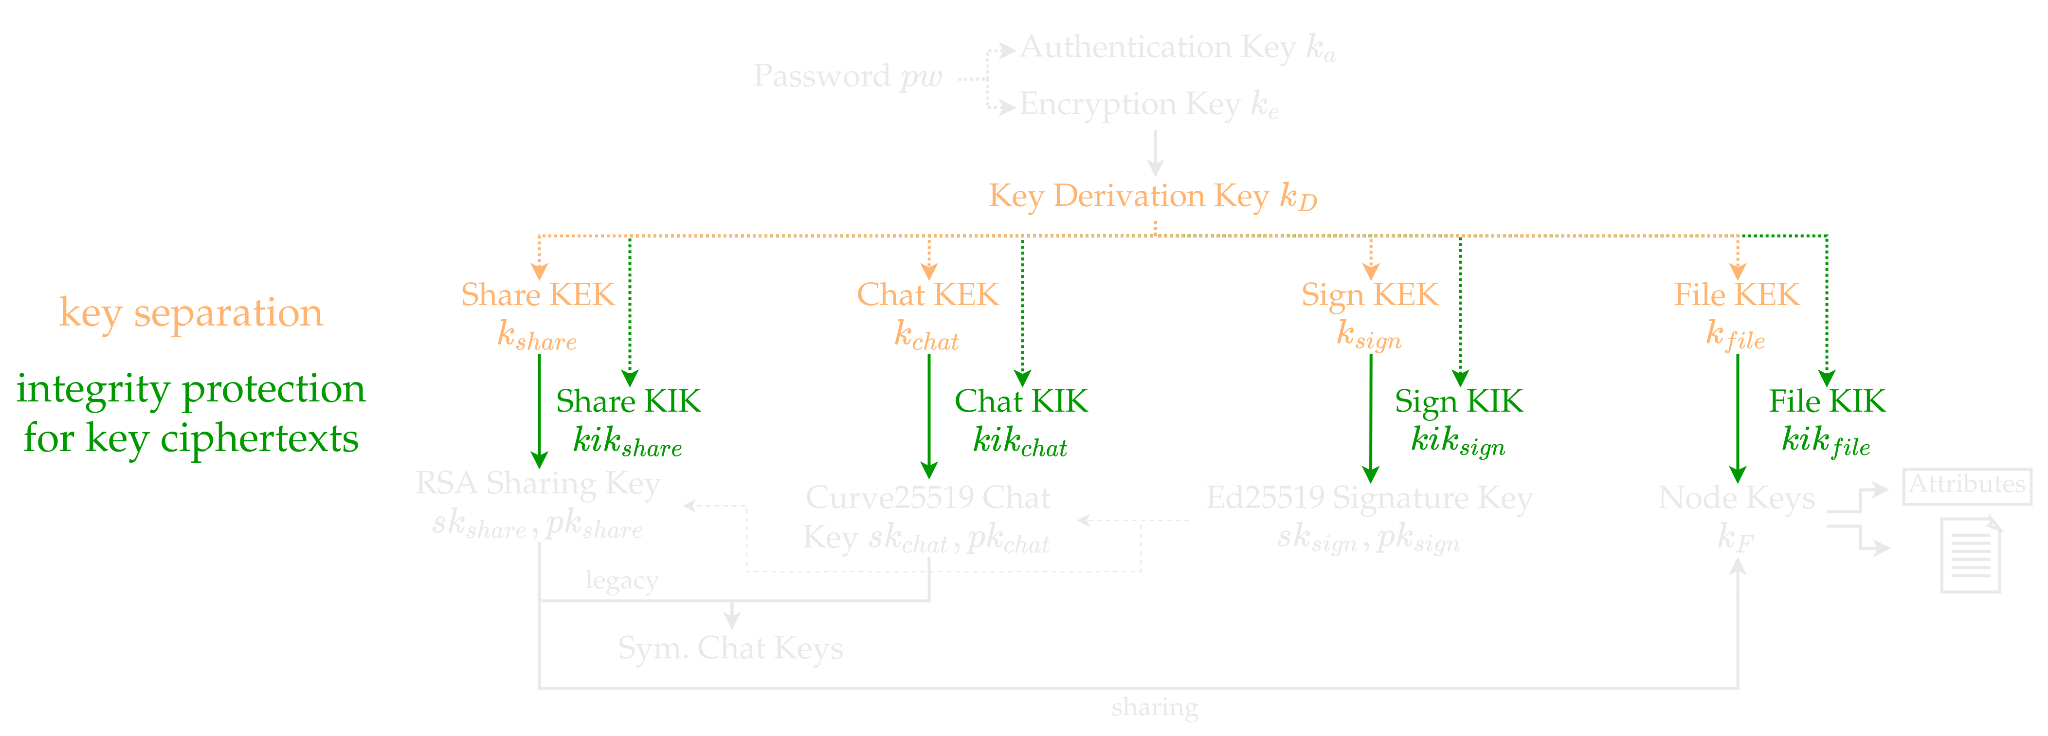 Authentication Key k_a
Password pw
Encryption Key k_e
Key Derivation Key k_D
key separation
integrity protection
for key ciphertexts
Share KEK
k_share
Chat KEK
k_chat
Sign KEK
k_sign
File KEK
k_file
Share KIK
kik_share
Chat KIK
kik_chat
Sign KIK
kik_sign
File KIK
kik_file
RSA Sharing Key
sk_share, pk_share
Curve25519 Chat
Key sk_chat, pk_chat
Ed25519 Signature Key
sk_sign, pk_sign
Node Keys
k_F
Attributes
legacy
Sym. Chat Keys
sharing